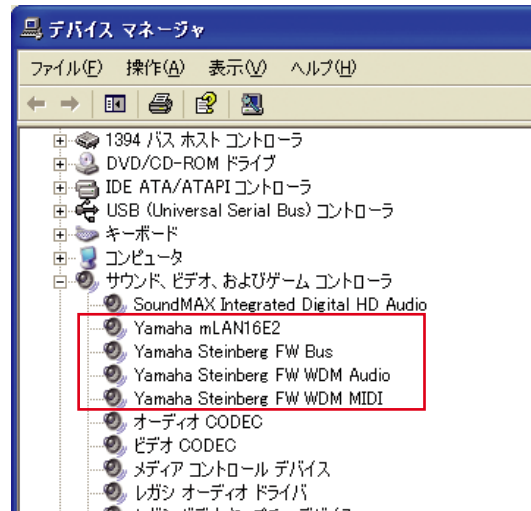 デバイス マネージャ
ファイル(F) 操作(A) 表示(V) ヘルプ(H)
1394 バス ホスト コントローラ
DVD/CD-ROM ドライブ
IDE ATA/ATAPI コントローラ
USB (Universal Serial Bus) コントローラ
キーボード
コンピュータ
サウンド、ビデオ、およびゲーム コントローラ
SoundMAX Integrated Digital HD Audio
Yamaha mLAN16E2
Yamaha Steinberg FW Bus
Yamaha Steinberg FW WDM Audio
Yamaha Steinberg FW WDM MIDI
オーディオ CODEC
ビデオ CODEC
メディア コントロール デバイス
レガシ オーディオ ドライバ